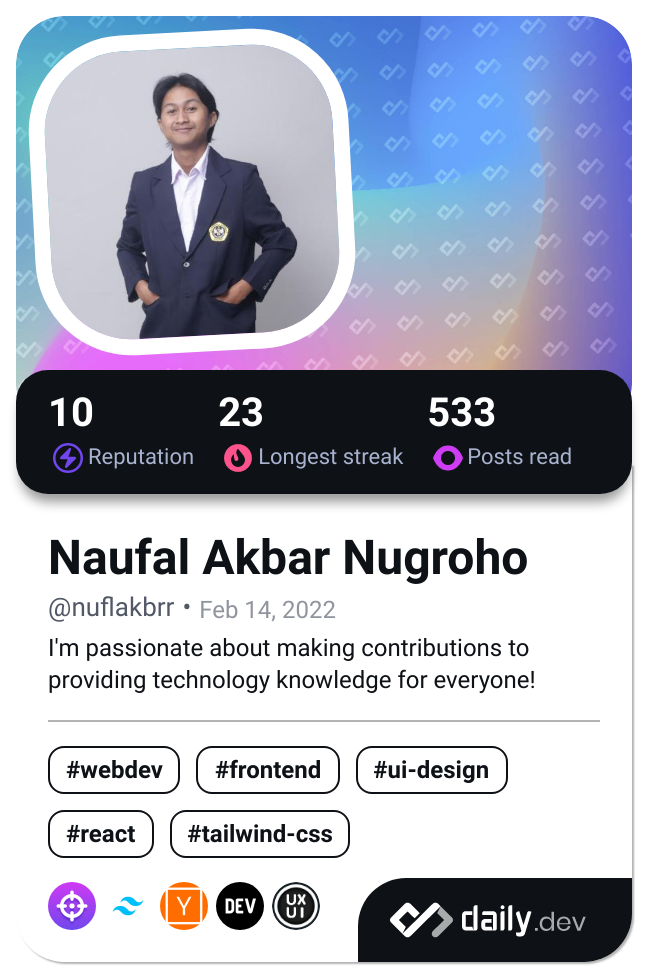 10 23 533
Reputation Longest streak Posts read
Naufal Akbar Nugroho
@nuflakbrr • Feb 14, 2022
I'm passionate about making contributions to
providing technology knowledge for everyone!
#webdev #frontend #ui-design
#react #tailwind-css
Y DEV UX
UI
daily.dev